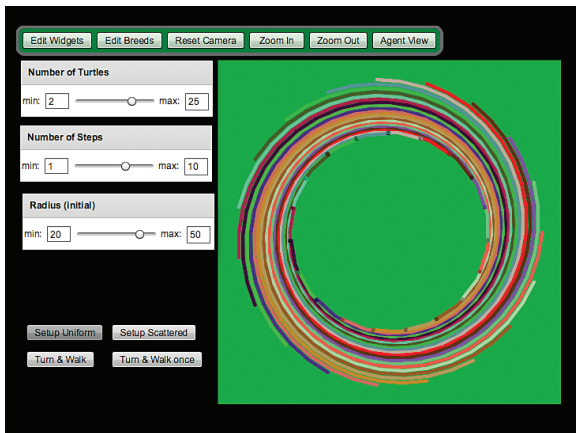 Edit Widgets Edit Breeds Reset Camera Zoom In Zoom Out Agent View
Number of Turtles
min: 2 max: 25
Number of Steps
min: 1 max: 10
Radius (initial)
min: 20 max: 50
Setup Uniform Setup Scattered
Turn & Walk Turn & Walk once